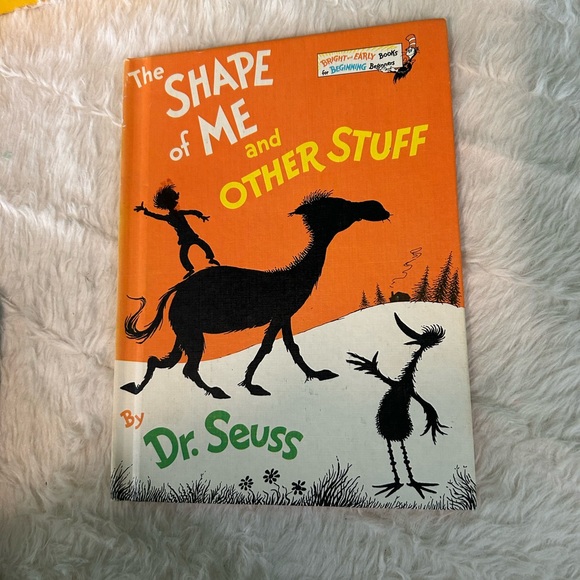 The
SHAPE
of ME
and
OTHER STUFF
BRIGHT and EARLY BOOKS
for BEGINNING Beginners
By
Dr. Seuss